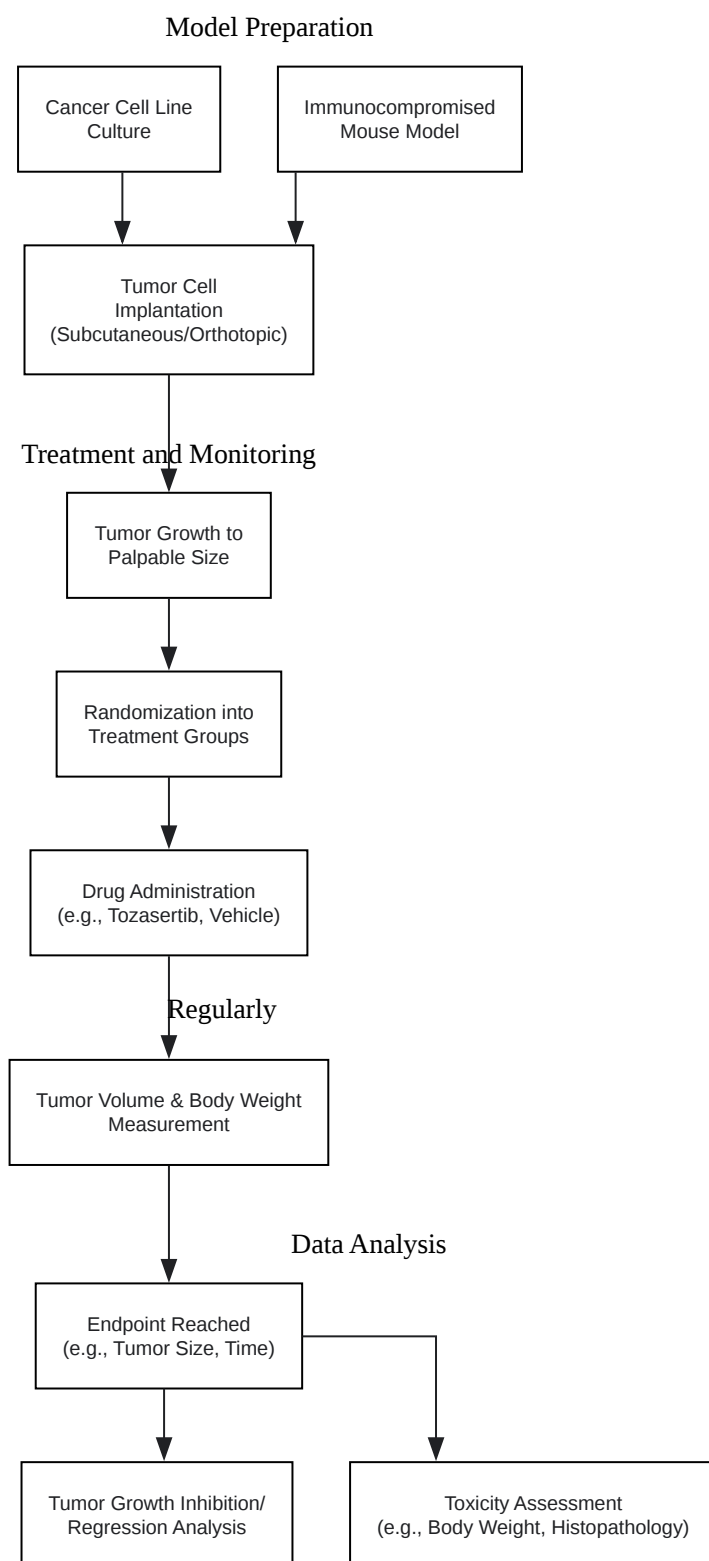 Model Preparation
Cancer Cell Line
Culture
Immunocompromised
Mouse Model
Tumor Cell
Implantation
(Subcutaneous/Orthotopic)
Treatment and Monitoring
Tumor Growth to
Palpable Size
Randomization into
Treatment Groups
Drug Administration
(e.g., Tozasertib, Vehicle)
Regularly
Tumor Volume & Body Weight
Measurement
Data Analysis
Endpoint Reached
(e.g., Tumor Size, Time)
Tumor Growth Inhibition/
Regression Analysis
Toxicity Assessment
(e.g., Body Weight, Histopathology)